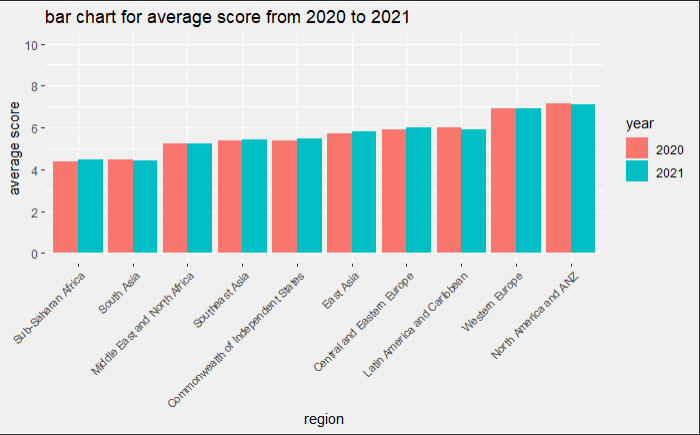 bar chart for average score from 2020 to 2021
average score
10
8
6
4
2
0
Sub-Saharan Africa
South Asia
Middle East and North Africa
Southeast Asia
Commonwealth of Independent States
East Asia
Central and Eastern Europe
Latin America and Caribbean
Western Europe
North America and ANZ
region
year
2020
2021